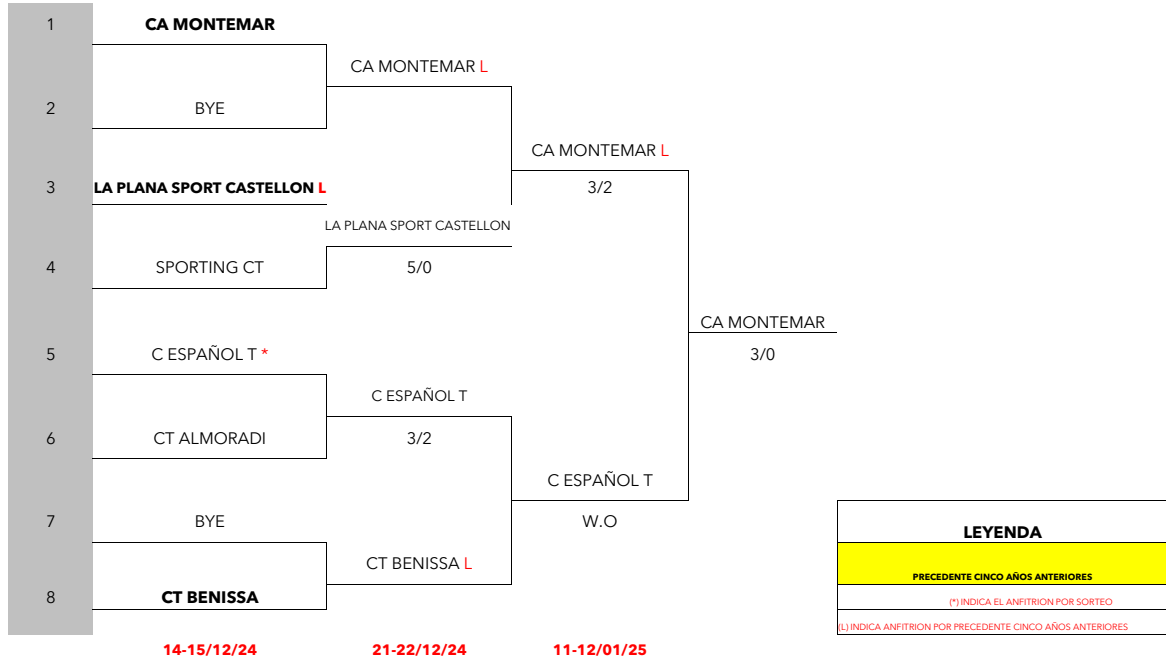 1 CA MONTEMAR
CA MONTEMAR L
2 BYE
CA MONTEMAR L
3 LA PLANA SPORT CASTELLON L 3/2
LA PLANA SPORT CASTELLON
4 SPORTING CT 5/0
CA MONTEMAR
5 C ESPAÑOL T * 3/0
C ESPAÑOL T
6 CT ALMORADI 3/2
C ESPAÑOL T
7 BYE W.O
LEYENDA
CT BENISSA L
PRECEDENTE CINCO AÑOS ANTERIORES
8 CT BENISSA
(*) INDICA EL ANFITRION POR SORTEO
(L) INDICA ANFITRION POR PRECEDENTE CINCO AÑOS ANTERIORES
14-15/12/24 21-22/12/24 11-12/01/25